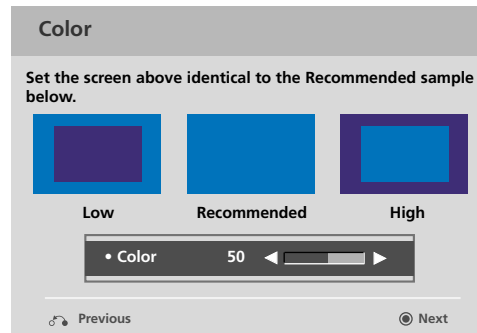 Color
Set the screen above identical to the Recommended sample
below.
Low Recommended High
• Color 50
Previous Next